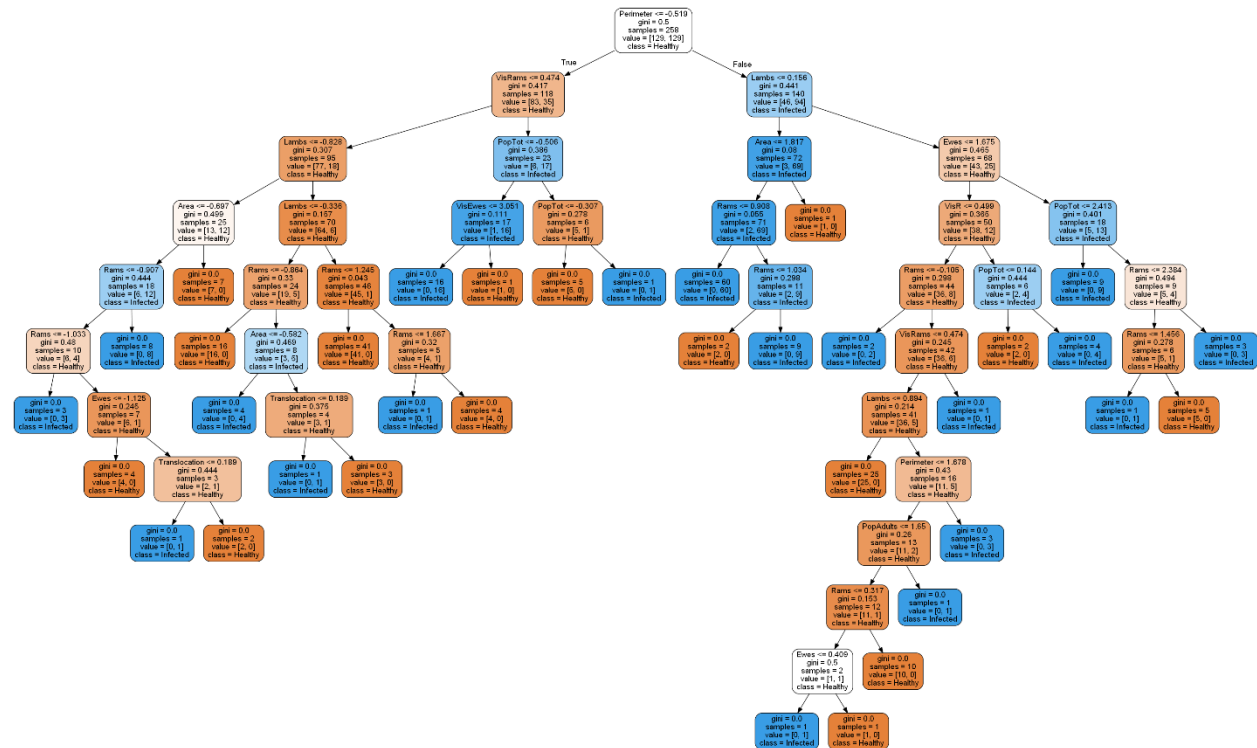 Perimeter <= -0.519
gini = 0.5
samples = 258
value = [129, 129]
class = Healthy
True
False
VisRams <= 0.474
gini = 0.417
samples = 118
value = [83, 35]
class = Healthy
Lambs <= 0.156
gini = 0.441
samples = 140
value = [46, 94]
class = Infected
Lambs <= -0.828
gini = 0.307
samples = 95
value = [77, 18]
class = Healthy
PopTot <= -0.506
gini = 0.386
samples = 23
value = [6, 17]
class = Infected
Area <= 1.817
gini = 0.08
samples = 72
value = [3, 69]
class = Infected
Ewes <= 1.675
gini = 0.465
samples = 68
value = [43, 25]
class = Healthy
Area <= -0.697
gini = 0.499
samples = 25
value = [13, 12]
class = Healthy
Lambs <= -0.336
gini = 0.157
samples = 70
value = [64, 6]
class = Healthy
VisEwes <= 3.051
gini = 0.111
samples = 17
value = [1, 16]
class = Infected
PopTot <= -0.307
gini = 0.278
samples = 6
value = [5, 1]
class = Healthy
Rams <= 0.908
gini = 0.055
samples = 71
value = [2, 69]
class = Infected
gini = 0.0
samples = 1
value = [1, 0]
class = Healthy
VisR <= 0.499
gini = 0.365
samples = 50
value = [38, 12]
class = Healthy
PopTot <= 2.413
gini = 0.401
samples = 18
value = [5, 13]
class = Infected
Rams <= -0.907
gini = 0.444
samples = 18
value = [6, 12]
class = Infected
gini = 0.0
samples = 7
value = [7, 0]
class = Healthy
Rams <= -0.864
gini = 0.33
samples = 24
value = [19, 5]
class = Healthy
Rams <= 1.245
gini = 0.043
samples = 46
value = [45, 1]
class = Healthy
gini = 0.0
samples = 16
value = [0, 16]
class = Infected
gini = 0.0
samples = 1
value = [1, 0]
class = Healthy
gini = 0.0
samples = 5
value = [5, 0]
class = Healthy
gini = 0.0
samples = 1
value = [0, 1]
class = Infected
gini = 0.0
samples = 60
value = [0, 60]
class = Infected
Rams <= 1.034
gini = 0.298
samples = 11
value = [2, 9]
class = Infected
Rams <= -0.105
gini = 0.298
samples = 44
value = [36, 8]
class = Healthy
PopTot <= 0.144
gini = 0.444
samples = 6
value = [2, 4]
class = Infected
gini = 0.0
samples = 9
value = [0, 9]
class = Infected
Rams <= 2.384
gini = 0.494
samples = 9
value = [5, 4]
class = Healthy
Rams <= -1.033
gini = 0.48
samples = 10
value = [6, 4]
class = Healthy
gini = 0.0
samples = 8
value = [0, 8]
class = Infected
gini = 0.0
samples = 16
value = [16, 0]
class = Healthy
Area <= -0.582
gini = 0.469
samples = 8
value = [3, 5]
class = Infected
gini = 0.0
samples = 41
value = [41, 0]
class = Healthy
Rams <= 1.667
gini = 0.32
samples = 5
value = [4, 1]
class = Healthy
gini = 0.0
samples = 2
value = [2, 0]
class = Healthy
gini = 0.0
samples = 9
value = [0, 9]
class = Infected
gini = 0.0
samples = 2
value = [0, 2]
class = Infected
VisRams <= 0.474
gini = 0.245
samples = 42
value = [36, 6]
class = Healthy
gini = 0.0
samples = 2
value = [2, 0]
class = Healthy
gini = 0.0
samples = 4
value = [0, 4]
class = Infected
Rams <= 1.456
gini = 0.278
samples = 6
value = [5, 1]
class = Healthy
gini = 0.0
samples = 3
value = [0, 3]
class = Infected
gini = 0.0
samples = 3
value = [0, 3]
class = Infected
Ewes <= -1.125
gini = 0.245
samples = 7
value = [6, 1]
class = Healthy
gini = 0.0
samples = 4
value = [0, 4]
class = Infected
Translocation <= 0.189
gini = 0.375
samples = 4
value = [3, 1]
class = Healthy
gini = 0.0
samples = 1
value = [0, 1]
class = Infected
gini = 0.0
samples = 4
value = [4, 0]
class = Healthy
Lambs <= 0.894
gini = 0.214
samples = 41
value = [36, 5]
class = Healthy
gini = 0.0
samples = 1
value = [0, 1]
class = Infected
gini = 0.0
samples = 1
value = [0, 1]
class = Infected
gini = 0.0
samples = 5
value = [5, 0]
class = Healthy
gini = 0.0
samples = 4
value = [4, 0]
class = Healthy
Translocation <= 0.189
gini = 0.444
samples = 3
value = [2, 1]
class = Healthy
gini = 0.0
samples = 1
value = [0, 1]
class = Infected
gini = 0.0
samples = 3
value = [3, 0]
class = Healthy
gini = 0.0
samples = 25
value = [25, 0]
class = Healthy
Perimeter <= 1.678
gini = 0.43
samples = 16
value = [11, 5]
class = Healthy
gini = 0.0
samples = 1
value = [0, 1]
class = Infected
gini = 0.0
samples = 2
value = [2, 0]
class = Healthy
PopAdults <= 1.65
gini = 0.26
samples = 13
value = [11, 2]
class = Healthy
gini = 0.0
samples = 3
value = [0, 3]
class = Infected
Rams <= 0.317
gini = 0.153
samples = 12
value = [11, 1]
class = Healthy
gini = 0.0
samples = 1
value = [0, 1]
class = Infected
Ewes <= 0.409
gini = 0.5
samples = 2
value = [1, 1]
class = Healthy
gini = 0.0
samples = 10
value = [10, 0]
class = Healthy
gini = 0.0
samples = 1
value = [0, 1]
class = Infected
gini = 0.0
samples = 1
value = [1, 0]
class = Healthy